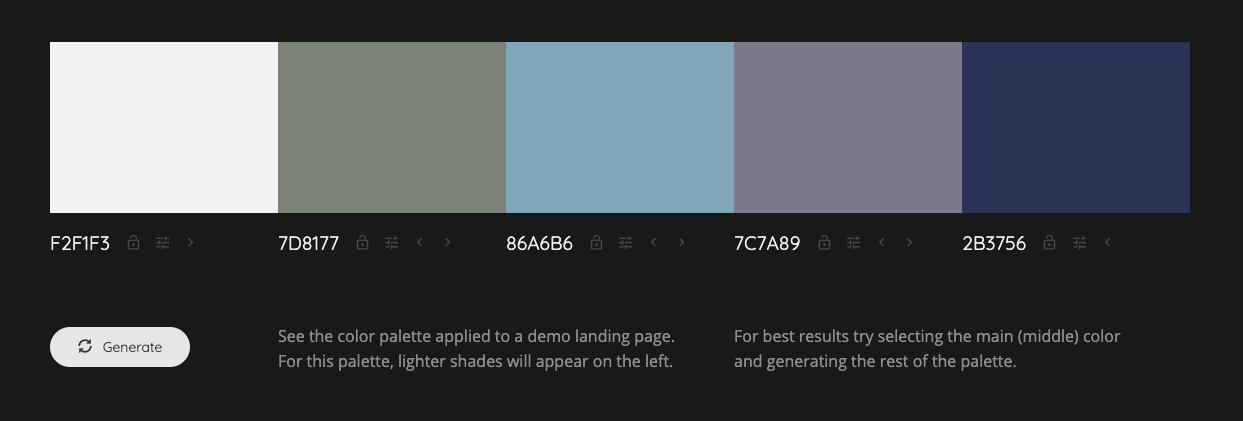 F2F1F3
7D8177
86A6B6
7C7A89
2B3756
Generate
See the color palette applied to a demo landing page.
For this palette, lighter shades will appear on the left.
For best results try selecting the main (middle) color
and generating the rest of the palette.